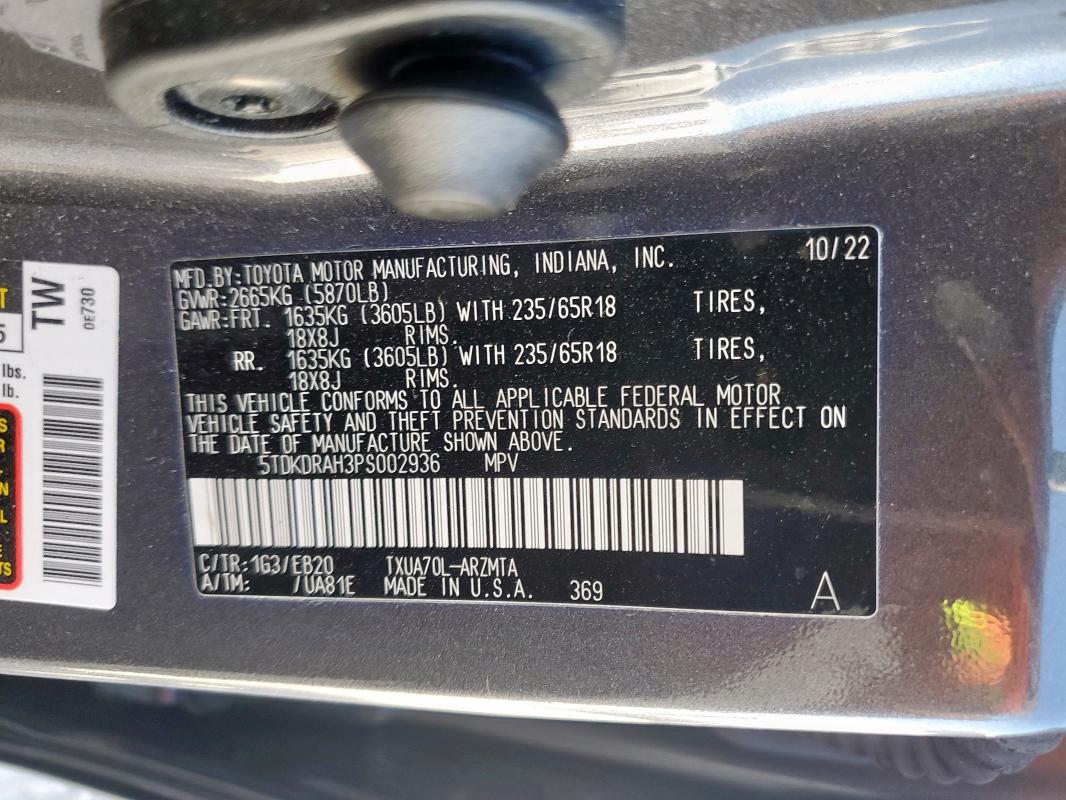 MFD.BY:TOYOTA MOTOR MANUFACTURING, INDIANA, INC. 10/22
GVWR:2665KG (5870LB)
GAWR:FRT. 1635KG (3605LB) WITH 235/65R18 TIRES,
18X8J RIMS.
RR. 1635KG (3605LB) WITH 235/65R18 TIRES,
18X8J RIMS.
THIS VEHICLE CONFORMS TO ALL APPLICABLE FEDERAL MOTOR
VEHICLE SAFETY AND THEFT PREVENTION STANDARDS IN EFFECT ON
THE DATE OF MANUFACTURE SHOWN ABOVE.
5TDKDRAH3PS002936 MPV
C/TR:1G3/EB20 TXUA70L-ARZMTA
A/TM: /UA81E MADE IN U.S.A. 369 A
TW
0E730
lbs.
lb.